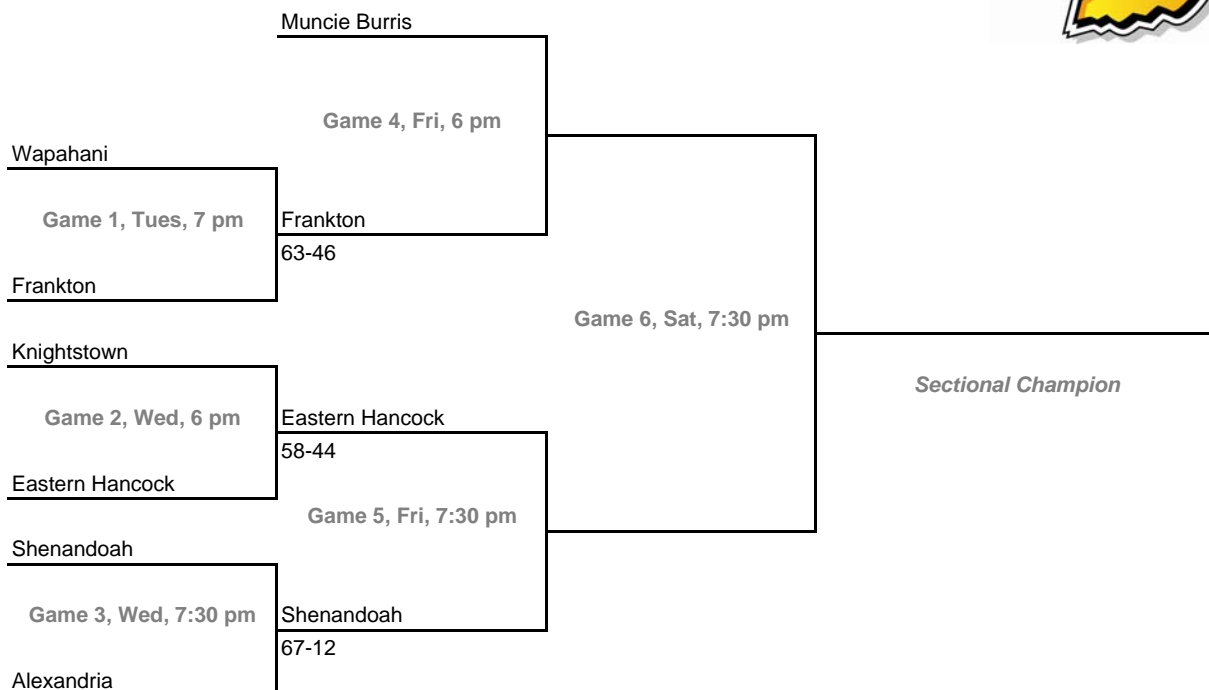 Muncie Burris
Game 4, Fri, 6 pm
Wapahani
Game 1, Tues, 7 pm
Frankton
63-46
Frankton
Game 6, Sat, 7:30 pm
Knightstown
Sectional Champion
Game 2, Wed, 6 pm
Eastern Hancock
58-44
Eastern Hancock
Game 5, Fri, 7:30 pm
Shenandoah
Game 3, Wed, 7:30 pm
Shenandoah
67-12
Alexandria